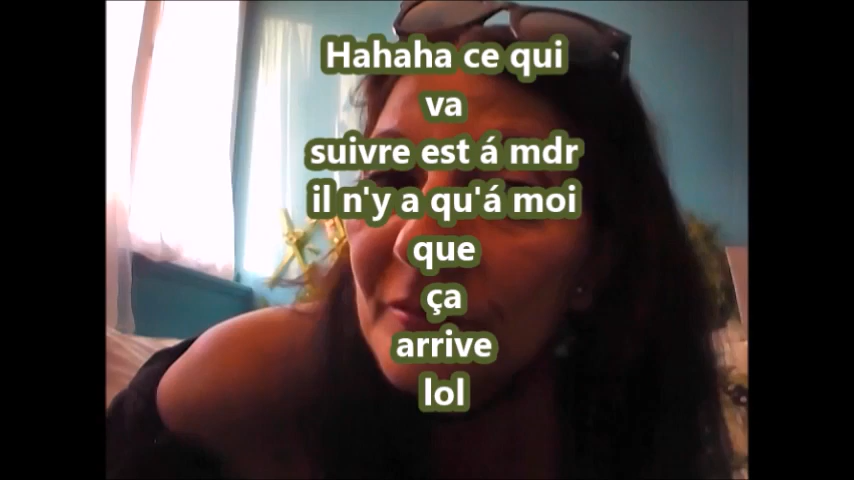 Hahaha ce qui
va
suivre est á mdr
il n'y a qu'á moi
que
ça
arrive
lol